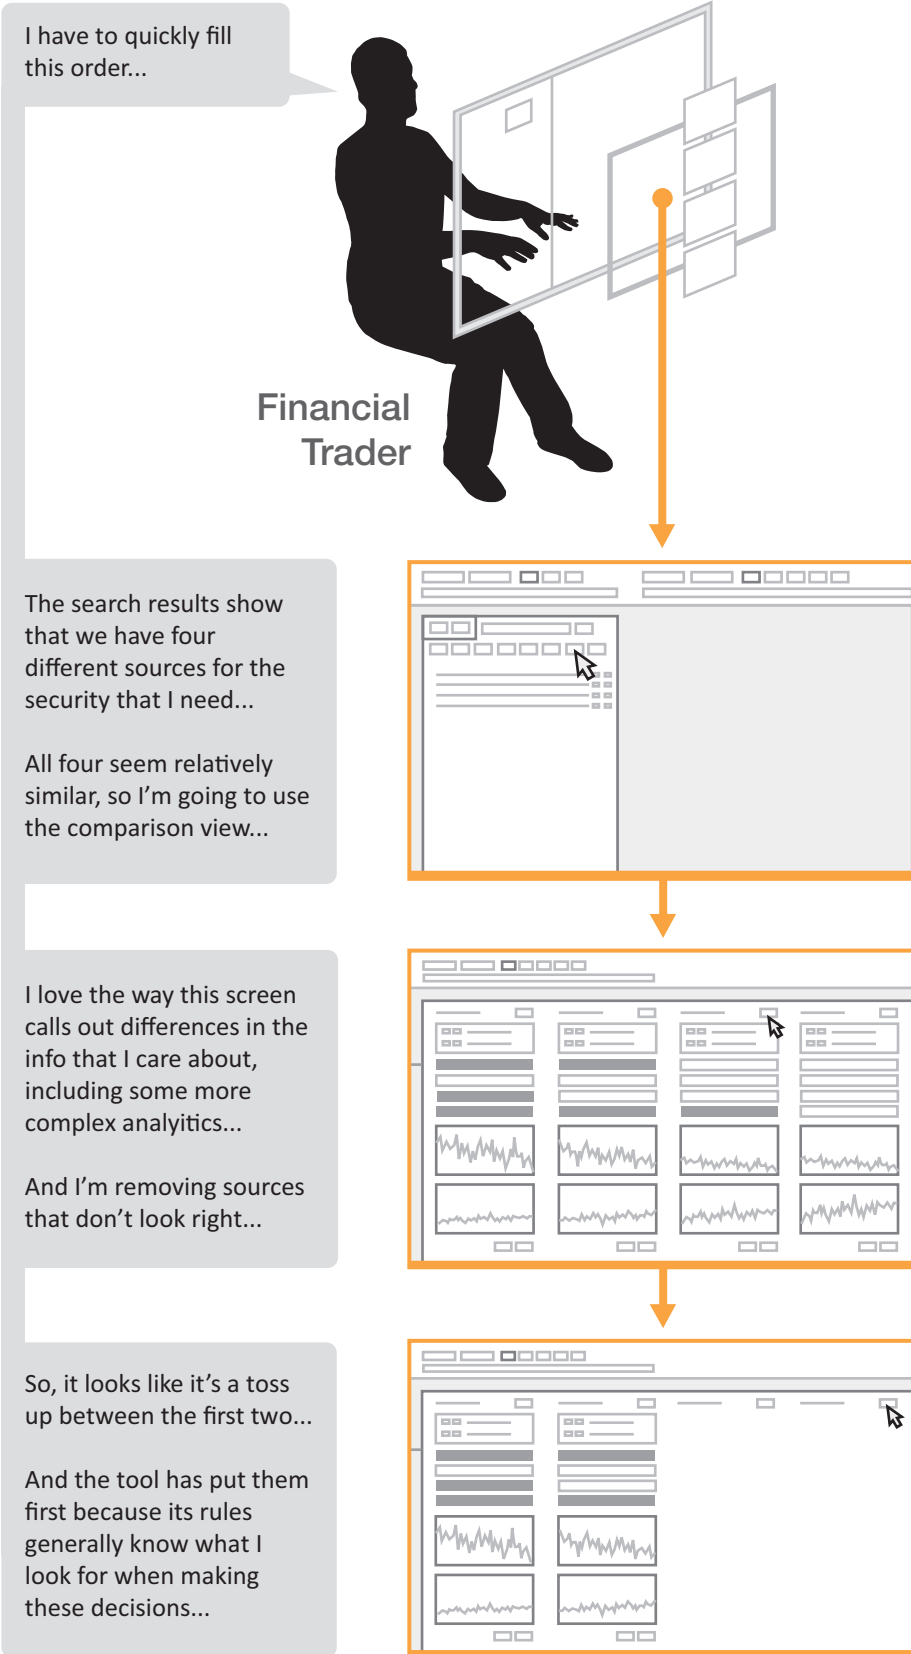 I have to quickly fill
this order...
Financial
Trader
The search results show
that we have four
different sources for the
security that I need...
All four seem relatively
similar, so I'm going to use
the comparison view...
I love the way this screen
calls out differences in the
info that I care about,
including some more
complex analyitics...
And I'm removing sources
that don't look right...
So, it looks like it's a toss
up between the first two...
And the tool has put them
first because its rules
generally know what I
look for when making
these decisions...